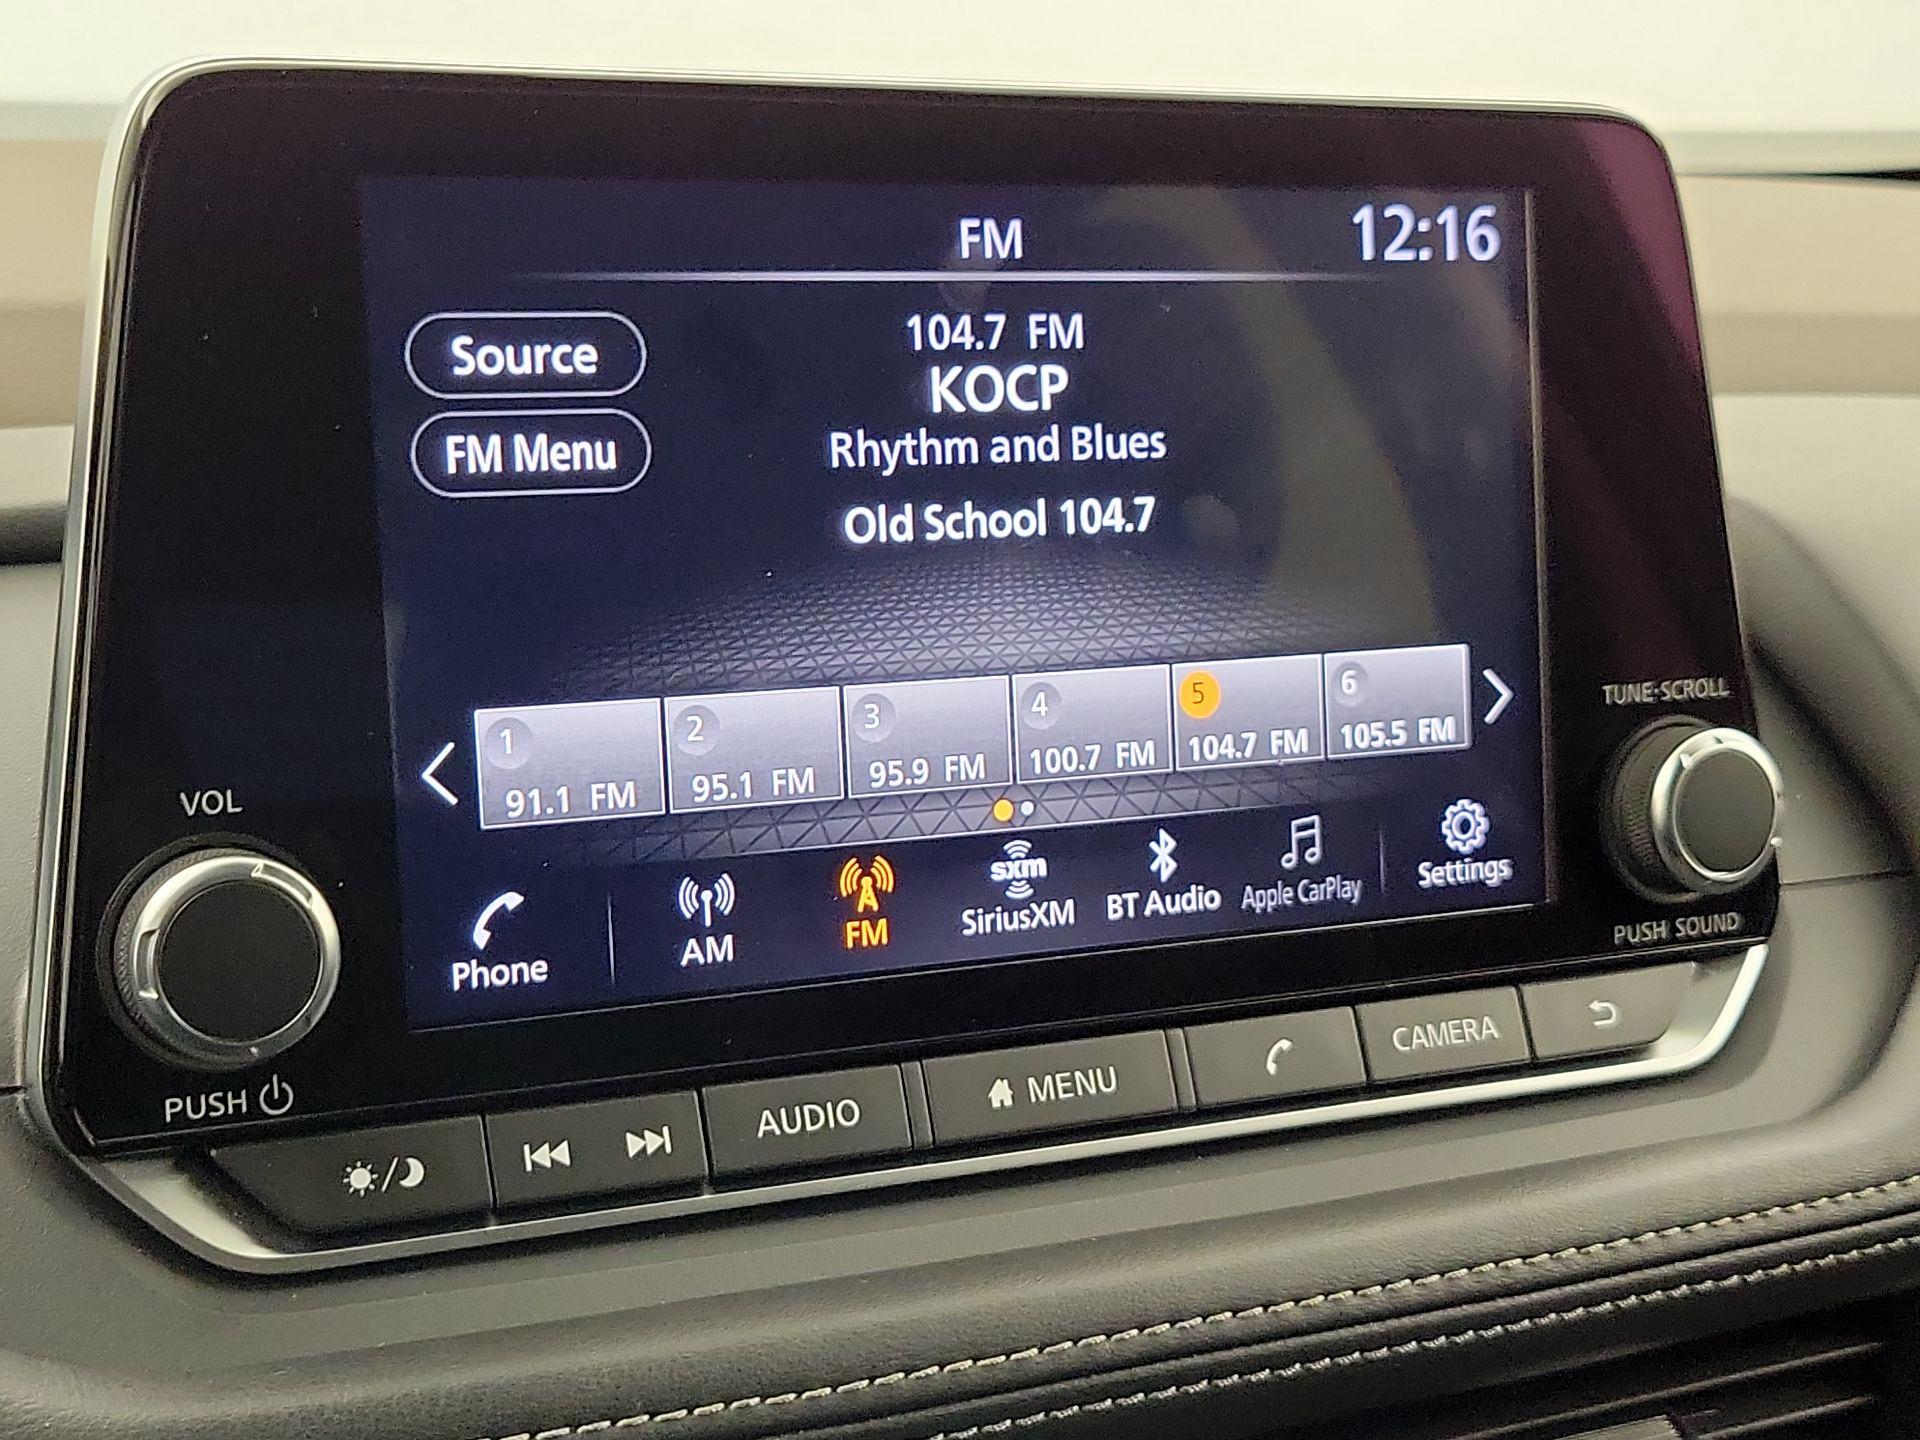 FM
12:16
Source
104.7 FM
KOCP
FM Menu
Rhythm and Blues
Old School 104.7
1
91.1 FM
2
95.1 FM
3
95.9 FM
4
100.7 FM
5
104.7 FM
6
105.5 FM
Phone
AM
FM
sxm
SiriusXM
BT Audio
Apple CarPlay
Settings
VOL
PUSH
TUNE·SCROLL
PUSH SOUND
AUDIO
MENU
CAMERA